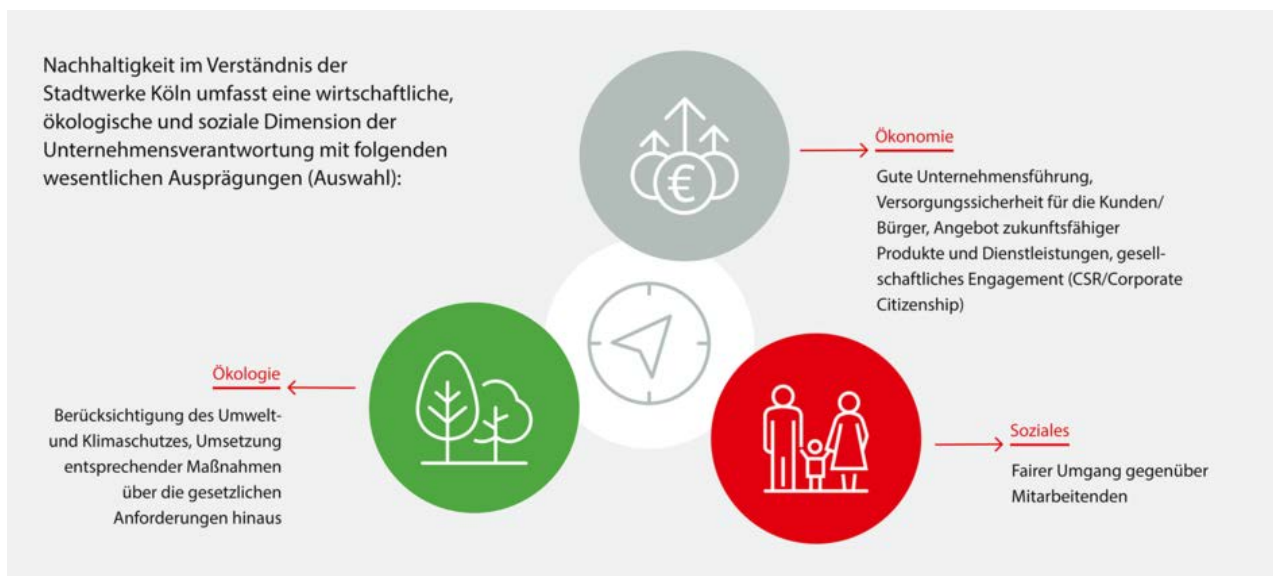 Nachhaltigkeit im Verständnis der
Stadtwerke Köln umfasst eine wirtschaftliche,
ökologische und soziale Dimension der
Unternehmensverantwortung mit folgenden
wesentlichen Ausprägungen (Auswahl):
€
Ökonomie
Gute Unternehmensführung,
Versorgungssicherheit für die Kunden/
Bürger, Angebot zukunftsfähiger
Produkte und Dienstleistungen, gesell-
schaftliches Engagement (CSR/Corporate
Citizenship)
Ökologie
Berücksichtigung des Umwelt-
und Klimaschutzes, Umsetzung
entsprechender Maßnahmen
über die gesetzlichen
Anforderungen hinaus
Soziales
Fairer Umgang gegenüber
Mitarbeitenden